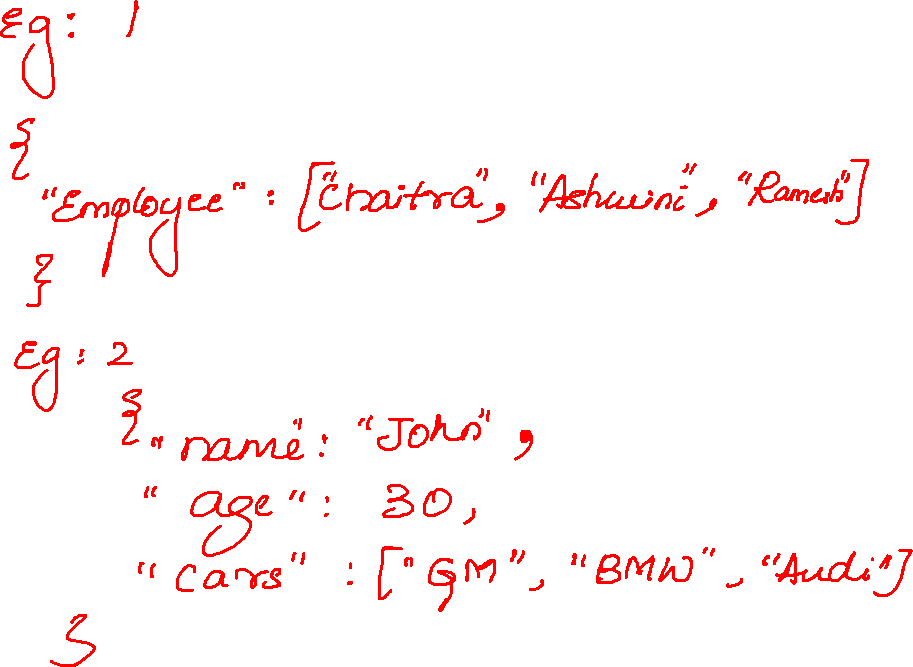 Eg: 1
{
"Employee" : ["Chaitra", "Ashwini", "Ramesh"]
}
Eg: 2
{
"name": "John",
"age": 30,
"cars" : ["GM", "BMW", "Audi"]
}